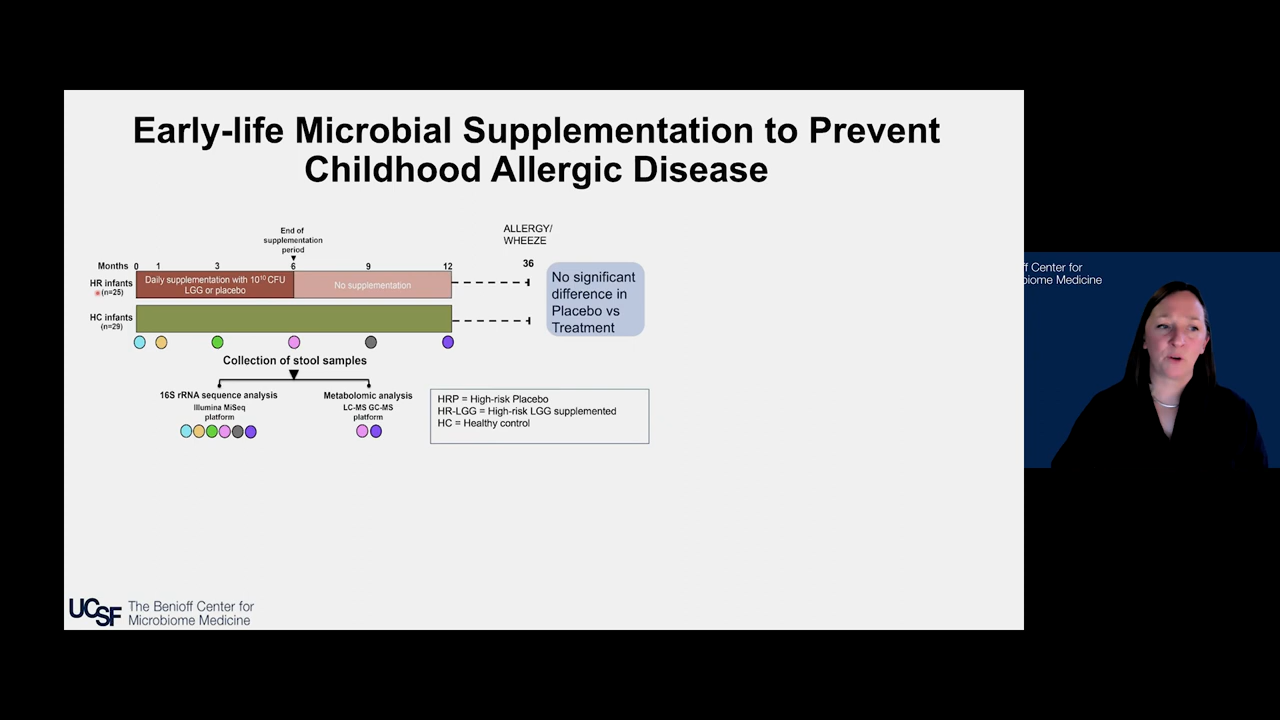 Early-life Microbial Supplementation to Prevent
Childhood Allergic Disease
End of
supplementation
period
ALLERGY/
WHEEZE
Months 0 1 3 6 9 12 36
HR infants
(n=25)
Daily supplementation with 10¹⁰ CFU
LGG or placebo
No supplementation
No significant
difference in
Placebo vs
Treatment
HC infants
(n=29)
Collection of stool samples
16S rRNA sequence analysis
Illumina MiSeq
platform
Metabolomic analysis
LC-MS GC-MS
platform
HRP = High-risk Placebo
HR-LGG = High-risk LGG supplemented
HC = Healthy control
UCSF
The Benioff Center for
Microbiome Medicine
ff Center for
biome Medicine